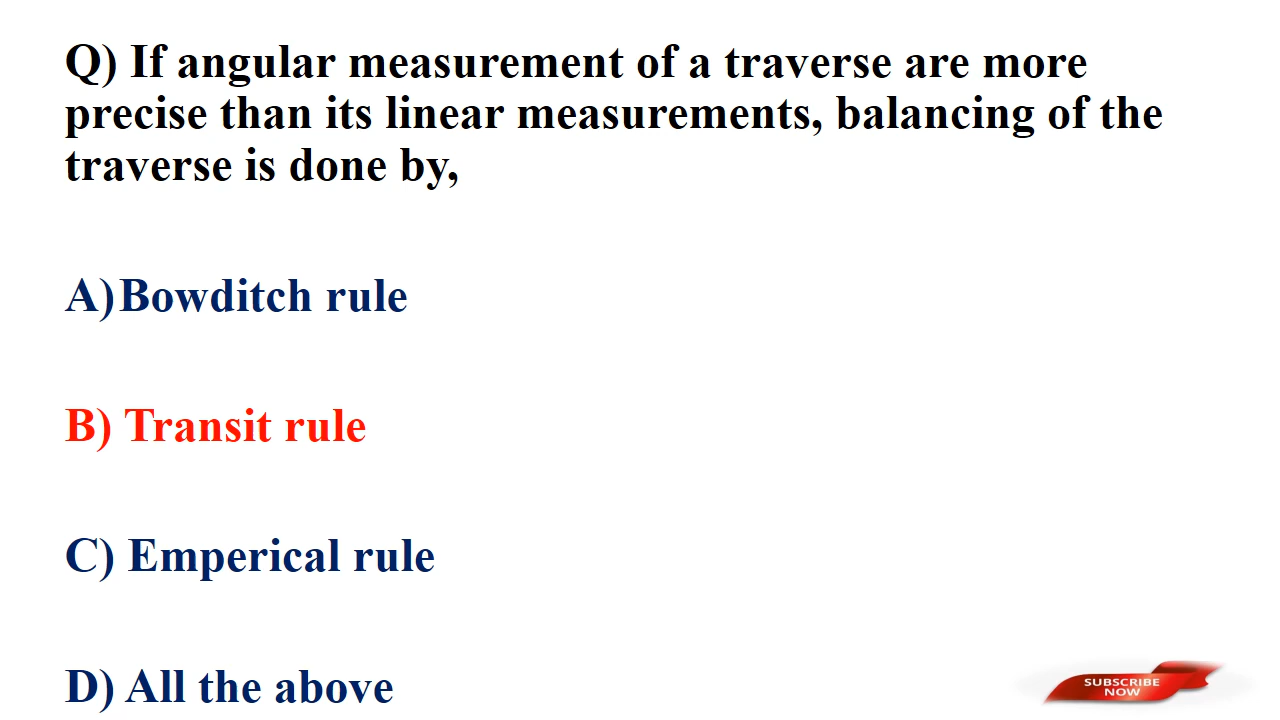 Q) If angular measurement of a traverse are more
precise than its linear measurements, balancing of the
traverse is done by,
A) Bowditch rule
B) Transit rule
C) Emperical rule
D) All the above
SUBSCRIBE
NOW